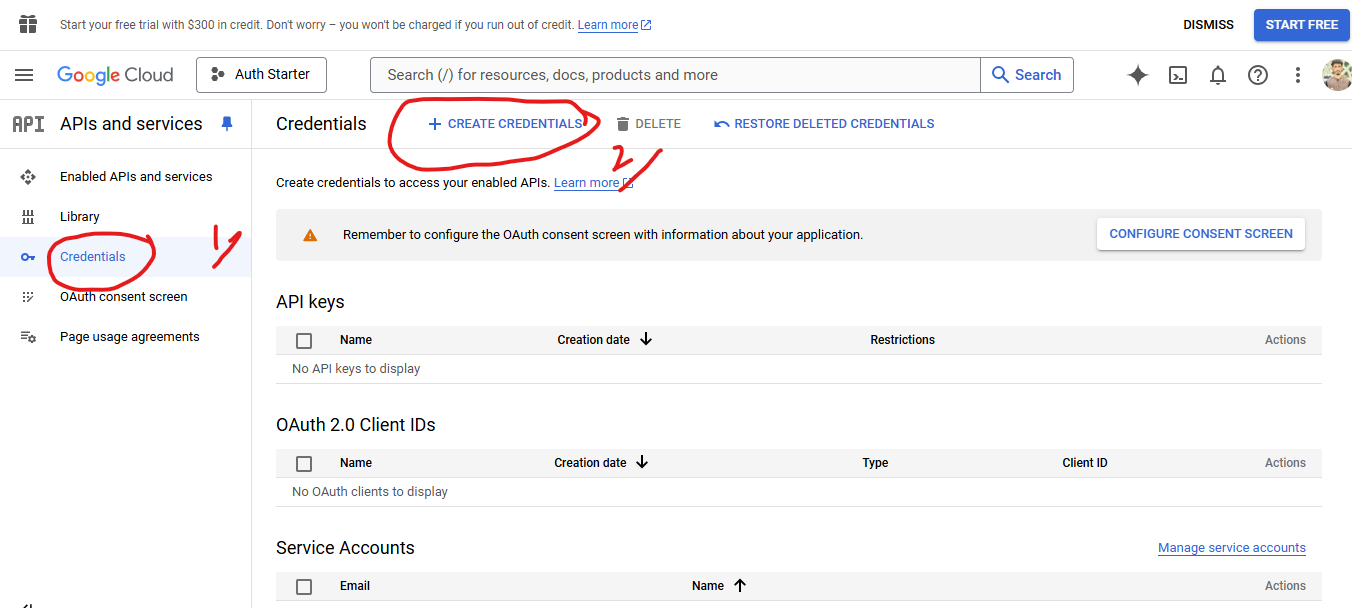 Start your free trial with $300 in credit. Don't worry – you won't be charged if you run out of credit. Learn more
DISMISS
START FREE
Google Cloud
Auth Starter
Search (/) for resources, docs, products and more
Search
API
APIs and services
Credentials
CREATE CREDENTIALS
DELETE
RESTORE DELETED CREDENTIALS
Enabled APIs and services
Library
Credentials
OAuth consent screen
Page usage agreements
1/
2/
Create credentials to access your enabled APIs. Learn more
Remember to configure the OAuth consent screen with information about your application.
CONFIGURE CONSENT SCREEN
API keys
Name
Creation date
Restrictions
Actions
No API keys to display
OAuth 2.0 Client IDs
Name
Creation date
Type
Client ID
Actions
No OAuth clients to display
Service Accounts
Manage service accounts
Email
Name
Actions